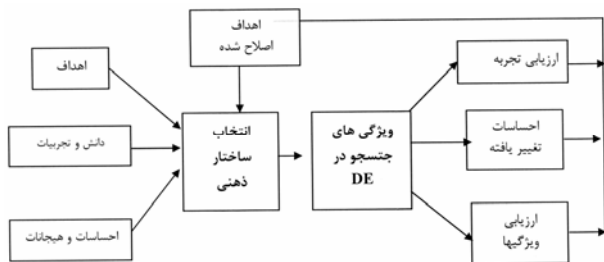 اهداف
اصلاح شده
اهداف
دانش و تجربیات
احساسات و هیجانات
انتخاب
ساختار
ذهنی
ویژگی های
جتسجو در
DE
ارزیابی تجربه
احساسات
تغییر یافته
ارزیابی
ویژگیها